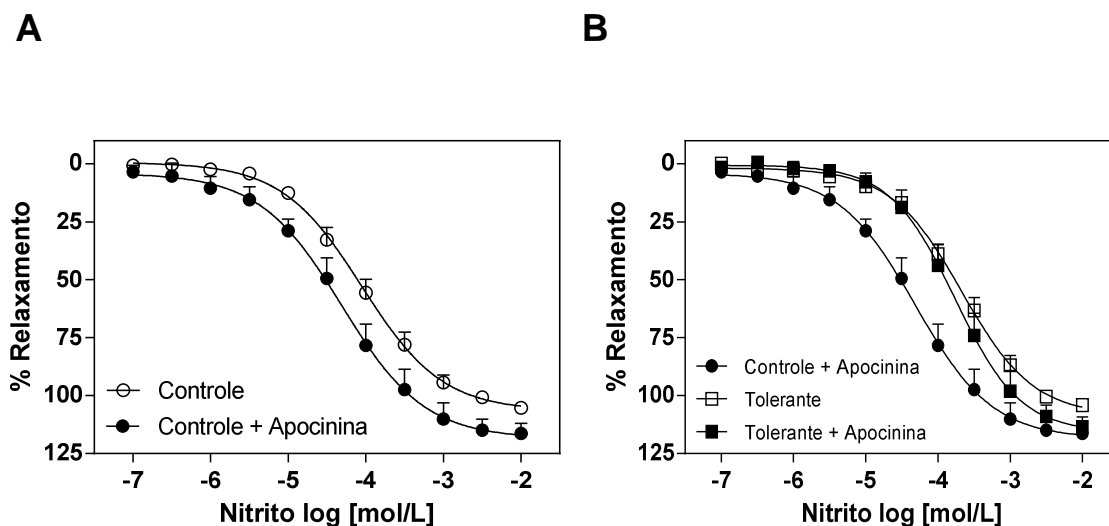 A
B
% Relaxamento
0
25
50
75
100
125
Controle
Controle + Apocinina
-7
-6
-5
-4
-3
-2
Nitrito log [mol/L]
% Relaxamento
0
25
50
75
100
125
Controle + Apocinina
Tolerante
Tolerante + Apocinina
-7
-6
-5
-4
-3
-2
Nitrito log [mol/L]